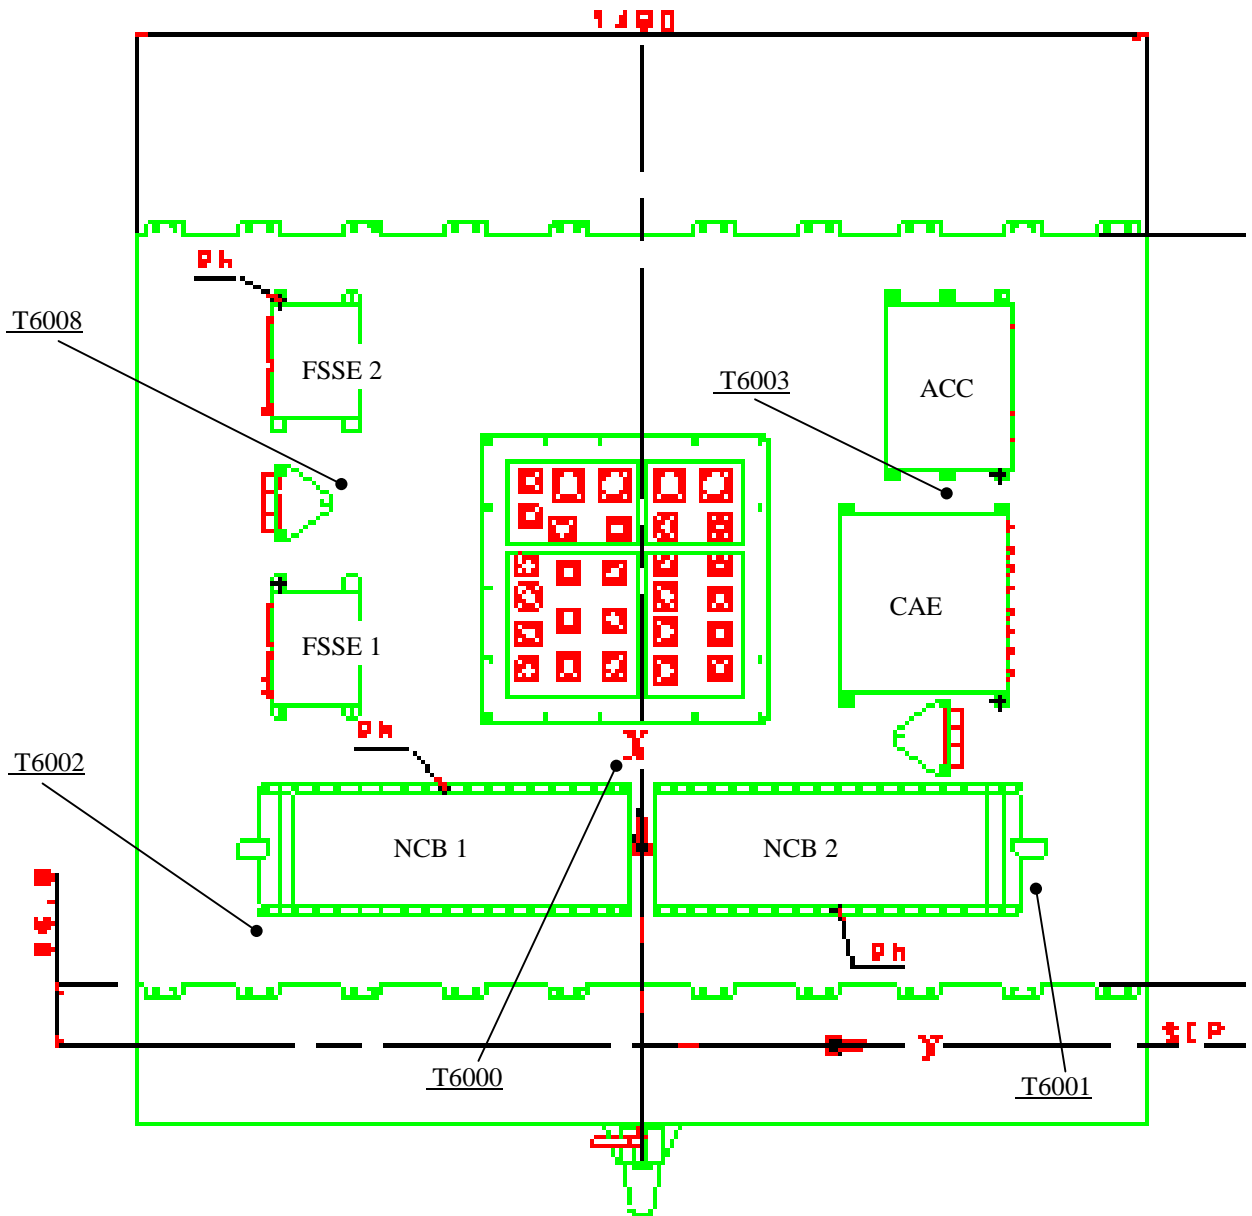 T6008
FSSE 2
T6003
ACC
CAE
FSSE 1
X
T6002
NCB 1
NCB 2
Y
T6000
T6001